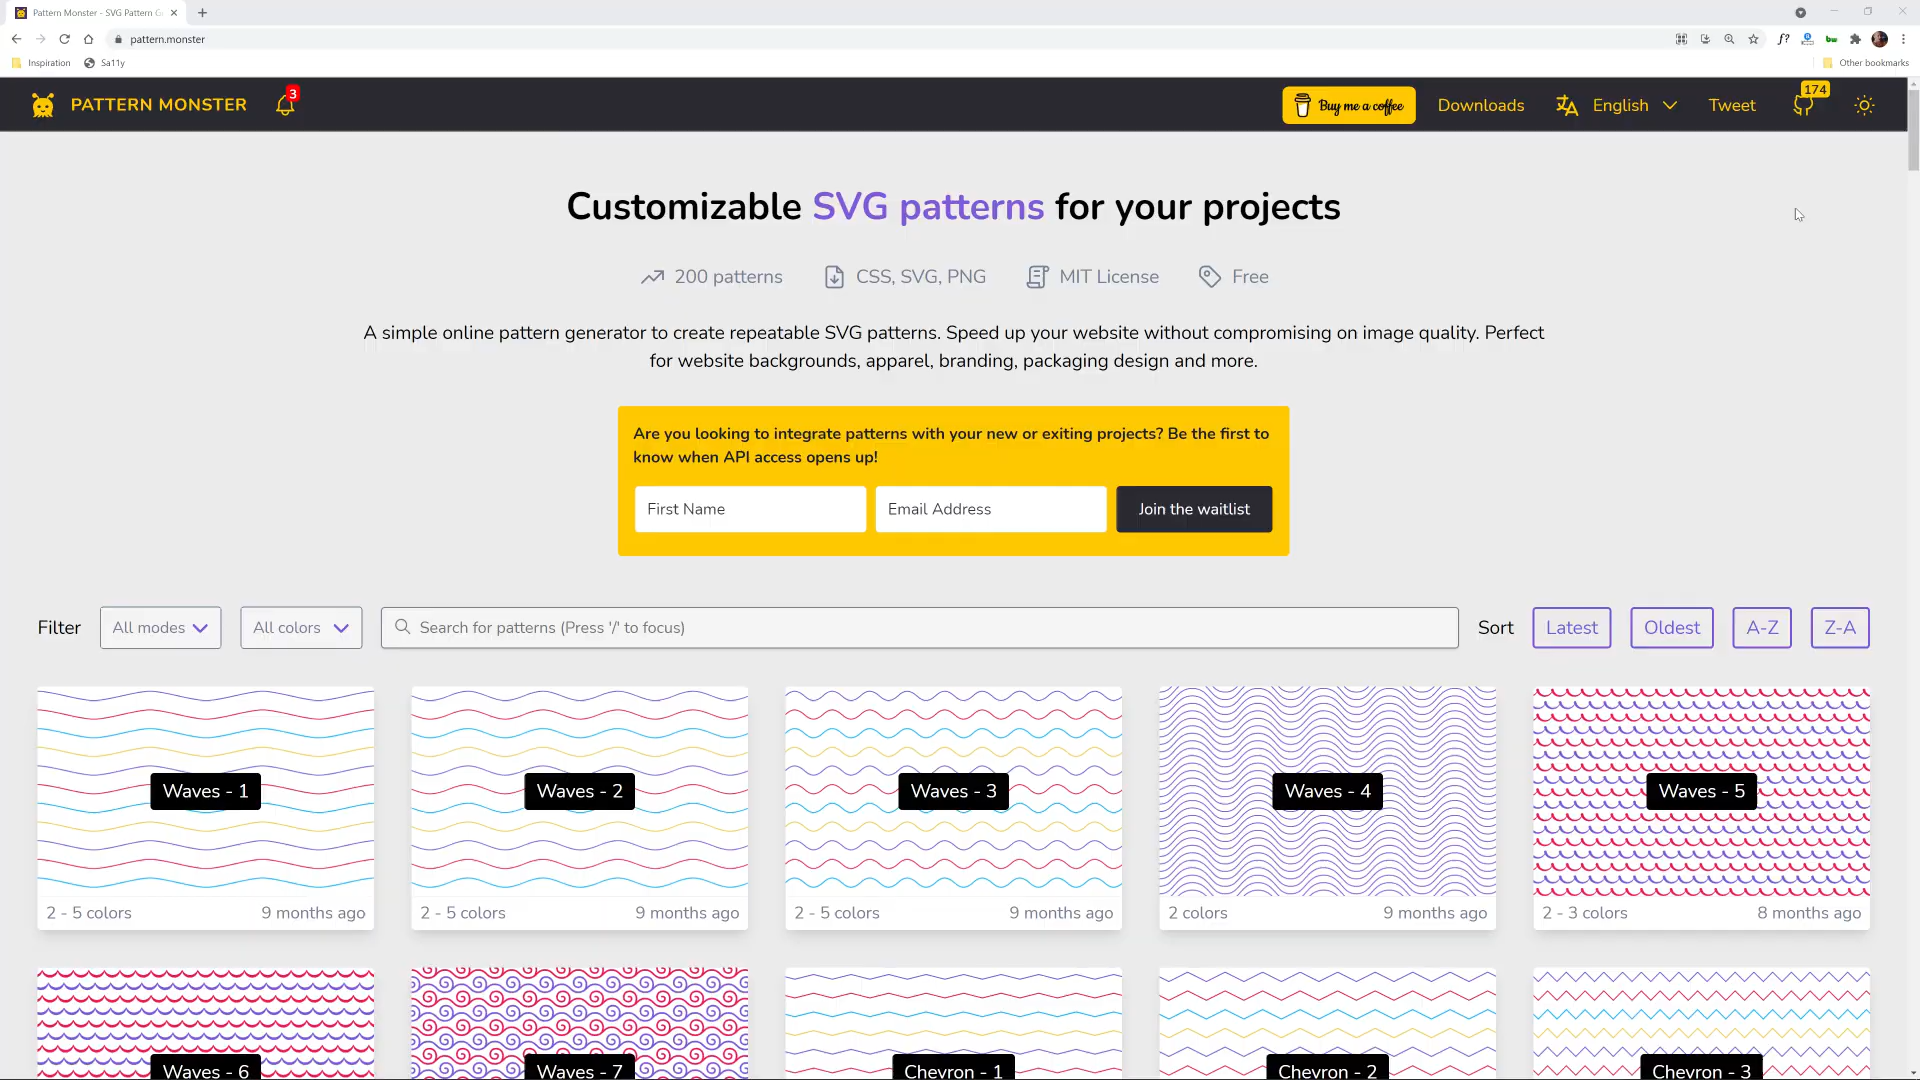 Pattern Monster - SVG Pattern G
pattern.monster
f?
Inspiration
Sa11y
Other bookmarks
PATTERN MONSTER
3
Buy me a coffee
Downloads
English
Tweet
174
Customizable SVG patterns for your projects
200 patterns
CSS, SVG, PNG
MIT License
Free
A simple online pattern generator to create repeatable SVG patterns. Speed up your website without compromising on image quality. Perfect
for website backgrounds, apparel, branding, packaging design and more.
Are you looking to integrate patterns with your new or exiting projects? Be the first to
know when API access opens up!
First Name
Email Address
Join the waitlist
Filter
All modes
All colors
Search for patterns (Press '/' to focus)
Sort
Latest
Oldest
A-Z
Z-A
Waves - 1
Waves - 2
Waves - 3
Waves - 4
Waves - 5
2 - 5 colors
9 months ago
2 - 5 colors
9 months ago
2 - 5 colors
9 months ago
2 colors
9 months ago
2 - 3 colors
8 months ago
Waves - 6
Waves - 7
Chevron - 1
Chevron - 2
Chevron - 3